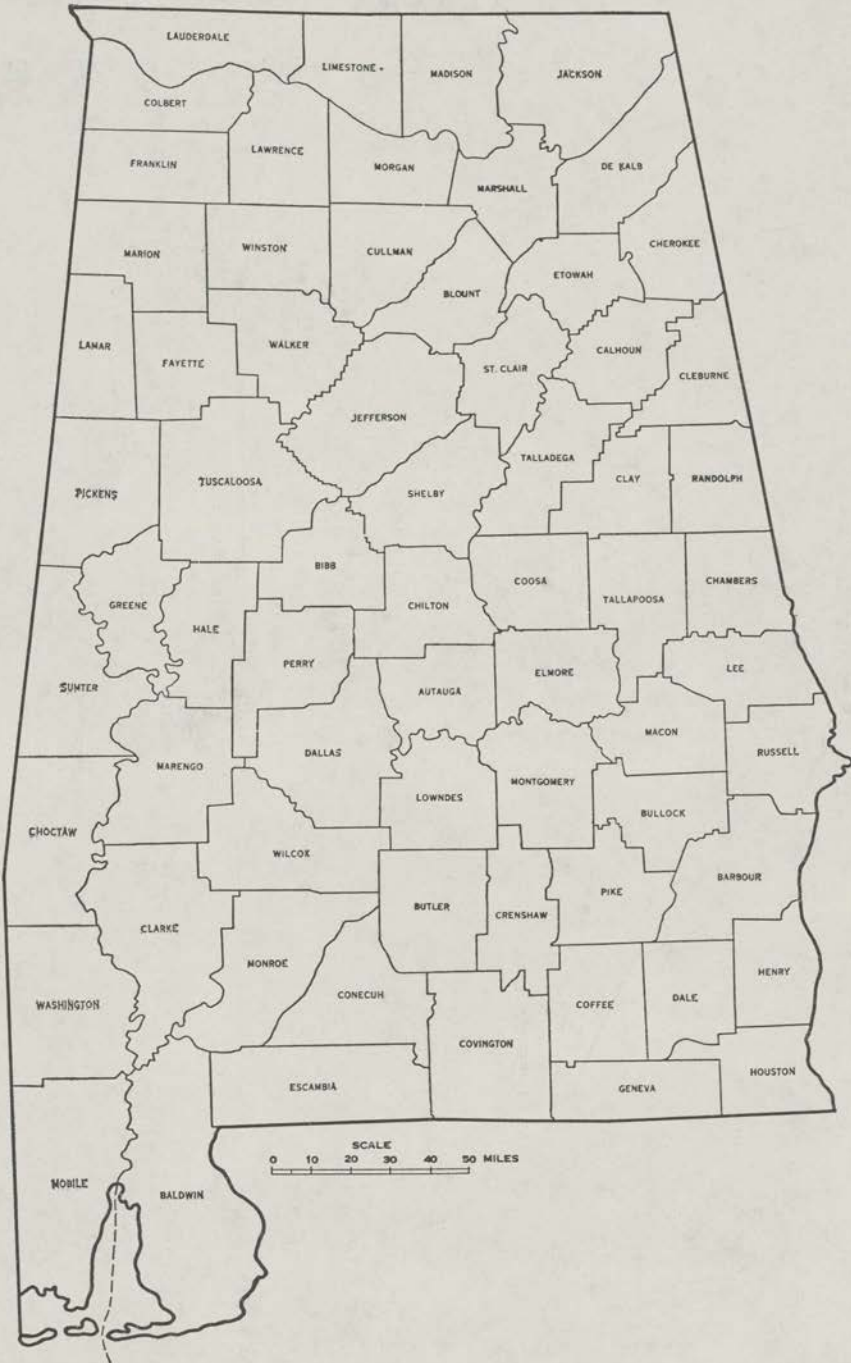 LAUDERDALE
LIMESTONE
MADISON
JACKSON
COLBERT
LAWRENCE
FRANKLIN
MORGAN
MARSHALL
DE KALB
MARION
WINSTON
CULLMAN
CHEROKEE
ETOWAH
BLOUNT
LAMAR
WALKER
FAYETTE
ST. CLAIR
CALHOUN
CLEBURNE
JEFFERSON
TALLADEGA
PICKENS
TUSCALOOSA
SHELBY
CLAY
RANDOLPH
BIBB
COOSA
CHAMBERS
TALLAPOOSA
GREENE
CHILTON
HALE
PERRY
LEE
ELMORE
SUMTER
AUTAUGA
MACON
DALLAS
RUSSELL
MARENGO
MONTGOMERY
LOWNDES
BULLOCK
CHOCTAW
WILCOX
BARBOUR
PIKE
BUTLER
CRENSHAW
CLARKE
MONROE
HENRY
CONECUH
DALE
COFFEE
WASHINGTON
COVINGTON
HOUSTON
ESCAMBIA
GENEVA
SCALE
0 10 20 30 40 50 MILES
MOBILE
BALDWIN